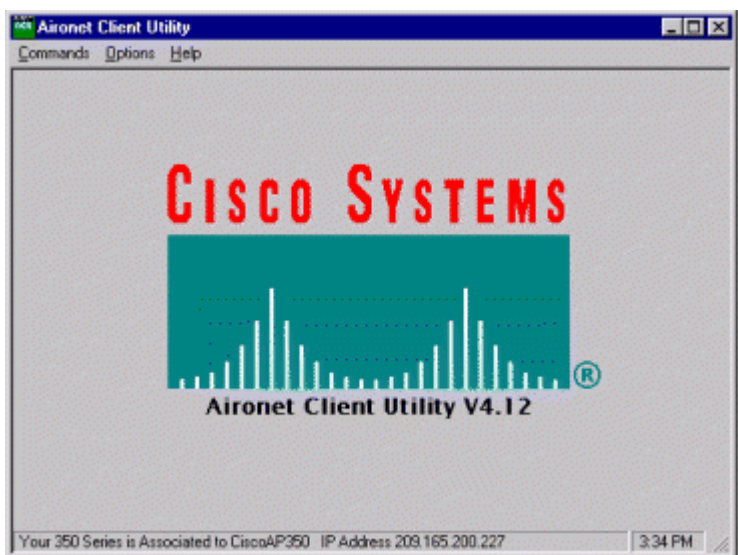 Aironet Client Utility
Commands Options Help
CISCO SYSTEMS
®
Aironet Client Utility V4.12
Your 350 Series is Associated to CiscoAP350 IP Address 209.165.200.227 3:34 PM